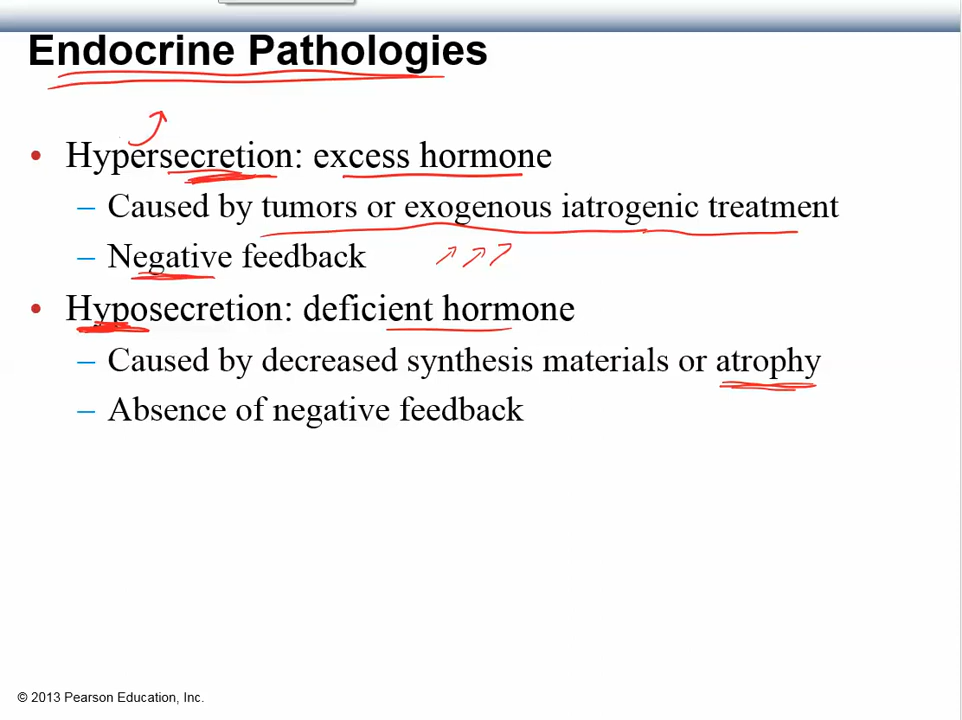 Endocrine Pathologies
• Hypersecretion: excess hormone
– Caused by tumors or exogenous iatrogenic treatment
– Negative feedback
• Hyposecretion: deficient hormone
– Caused by decreased synthesis materials or atrophy
– Absence of negative feedback
© 2013 Pearson Education, Inc.